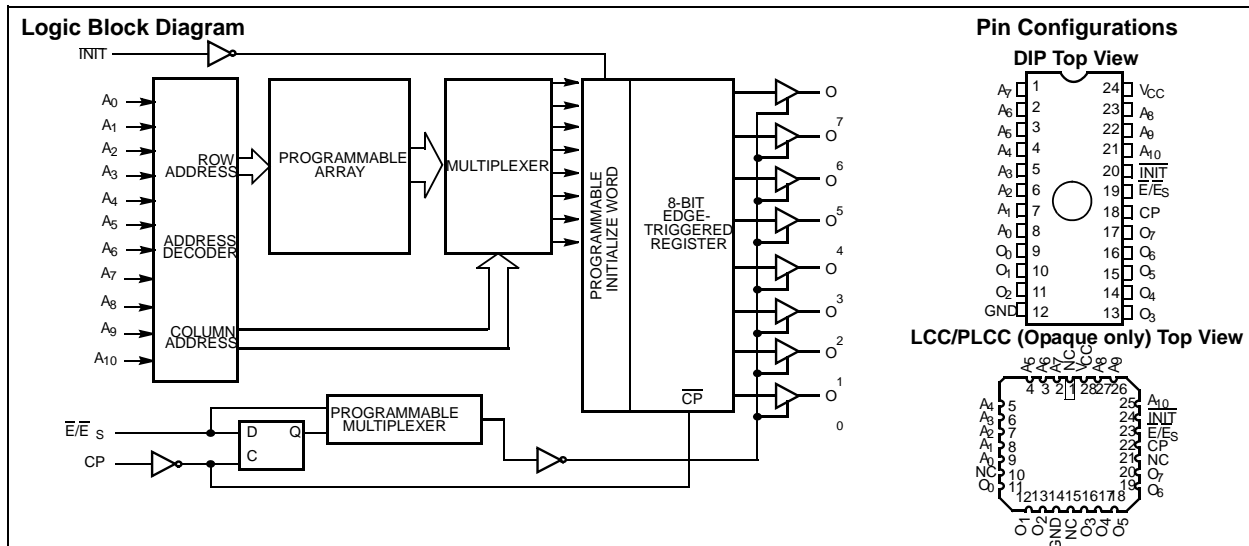 Logic Block Diagram
INIT
A0
A1
A2
A3
A4
A5
A6
A7
A8
A9
A10
ROW
ADDRESS
ADDRESS
DECODER
COLUMN
ADDRESS
PROGRAMMABLE
ARRAY
MULTIPLEXER
PROGRAMMABLE
INITIALIZE WORD
8-BIT
EDGE-
TRIGGERED
REGISTER
CP
O
7
O
6
O
5
O
4
O
3
O
2
O
1
O
0
E/E S
CP
D Q
C
PROGRAMMABLE
MULTIPLEXER
Pin Configurations
DIP Top View
A7 1 24 VCC
A6 2 23 A8
A5 3 22 A9
A4 4 21 A10
A3 5 20 INIT
A2 6 19 E/ES
A1 7 18 CP
A0 8 17 O7
O0 9 16 O6
O1 10 15 O5
O2 11 14 O4
GND 12 13 O3
LCC/PLCC (Opaque only) Top View
A5 A6 A7 NC VCC A8 A9
4 3 2 1 28 27 26
A4 5 25 A10
A3 6 24 INIT
A2 7 23 E/ES
A1 8 22 CP
A0 9 21 NC
NC 10 20 O7
O0 11 19 O6
12 13 14 15 16 17 18
O1 O2 GND NC O3 O4 O5